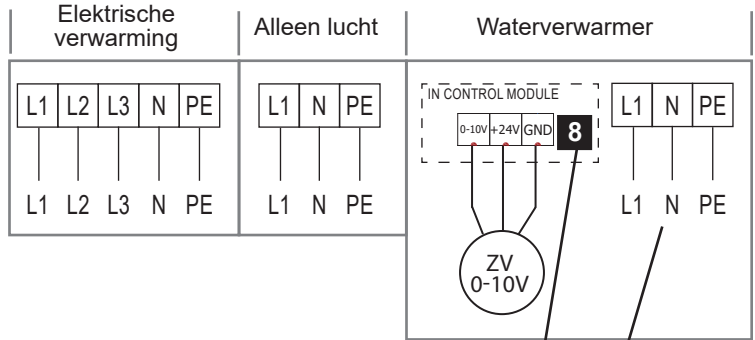 Elektrische
verwarming
Alleen lucht
Waterverwarmer
L1 L2 L3 N PE
L1 L2 L3 N PE
L1 N PE
L1 N PE
IN CONTROL MODULE
0-10V +24V GND 8
ZV
0-10V
L1 N PE
L1 N PE